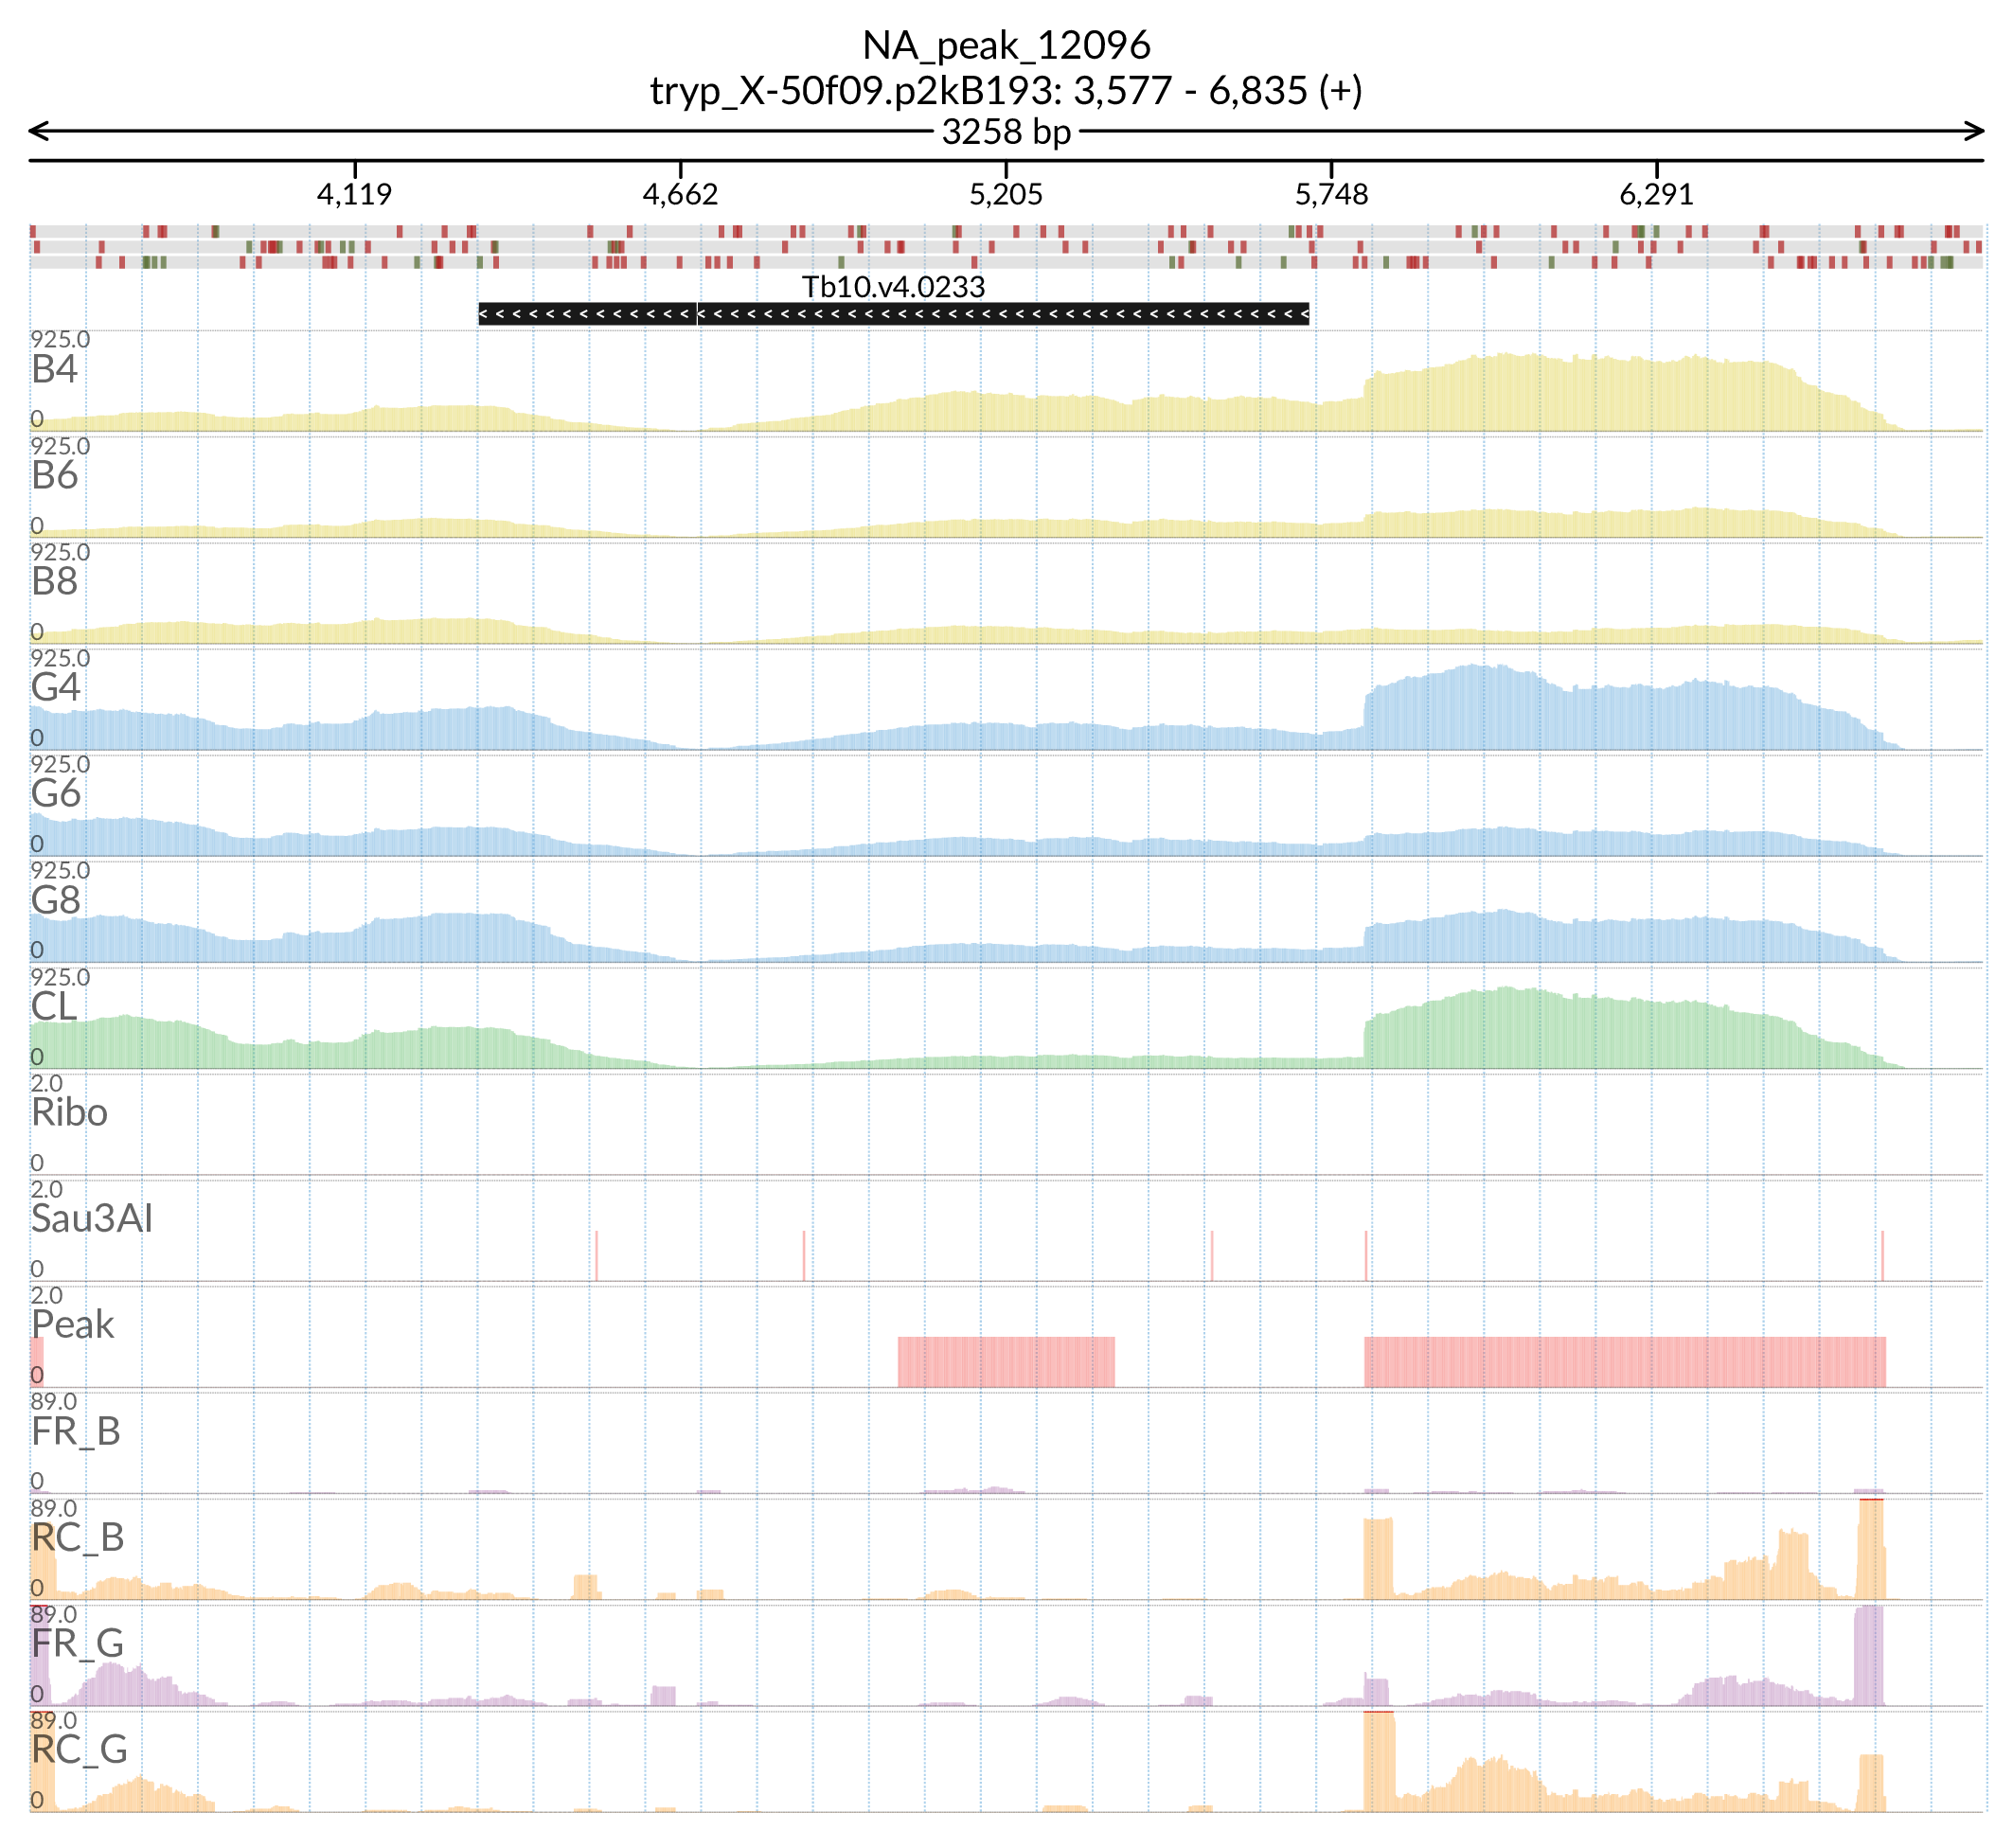 NA_peak_12096
tryp_X-50f09.p2kB193: 3,577 - 6,835 (+)
3258 bp
4,119 4,662 5,205 5,748 6,291
Tb10.v4.0233
925.0
B4
0
925.0
B6
0
925.0
B8
0
925.0
G4
0
925.0
G6
0
925.0
G8
0
925.0
CL
0
2.0
Ribo
0
2.0
Sau3AI
0
2.0
Peak
0
89.0
FR_B
0
89.0
RC_B
0
89.0
FR_G
0
89.0
RC_G
0